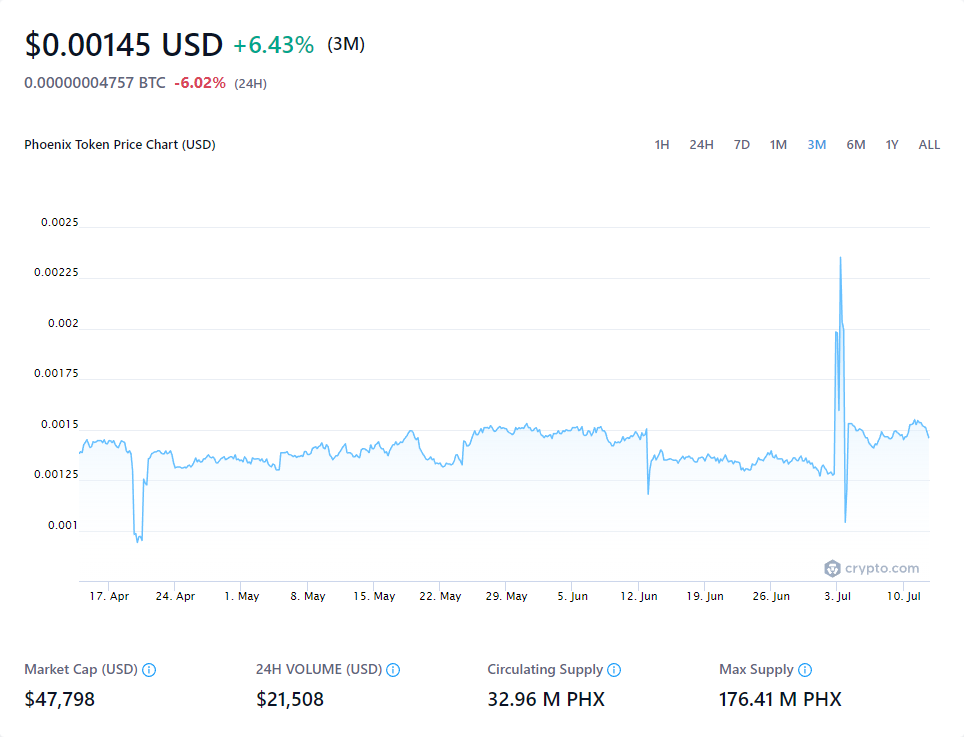 $0.00145 USD +6.43% (3M)
0.00000004757 BTC -6.02% (24H)
Phoenix Token Price Chart (USD)
1H 24H 7D 1M 3M 6M 1Y ALL
0.0025
0.00225
0.002
0.00175
0.0015
0.00125
0.001
crypto.com
17. Apr 24. Apr 1. May 8. May 15. May 22. May 29. May 5. Jun 12. Jun 19. Jun 26. Jun 3. Jul 10. Jul
Market Cap (USD) 24H VOLUME (USD) Circulating Supply Max Supply
$47,798 $21,508 32.96 M PHX 176.41 M PHX